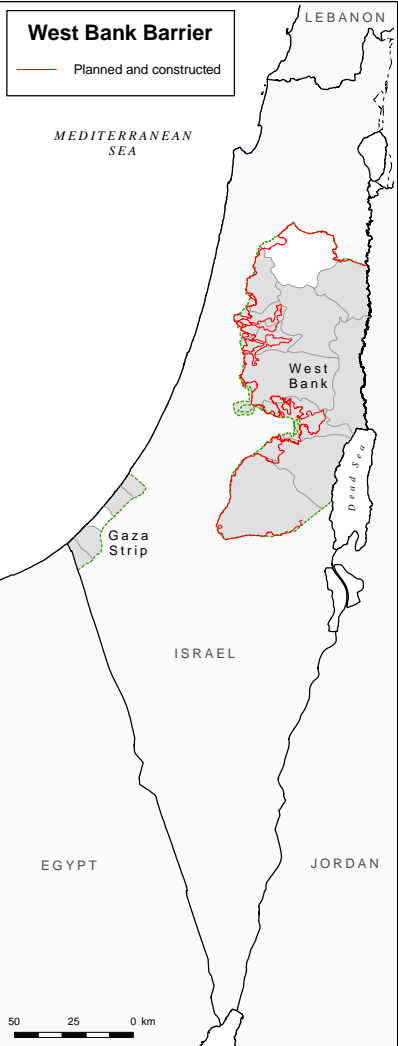 LEBANON
West Bank Barrier
Planned and constructed
MEDITERRANEAN
SEA
West
Bank
Dead Sea
Gaza
Strip
ISRAEL
EGYPT
JORDAN
50 25 0 km